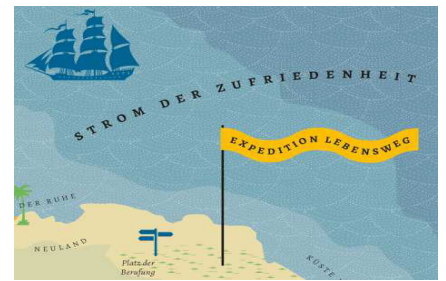 STROM DER ZUFRIEDENHEIT
EXPEDITION LEBENSWEG
DER RUHE
NEULAND
Platz der
Berufung
KÜSTE